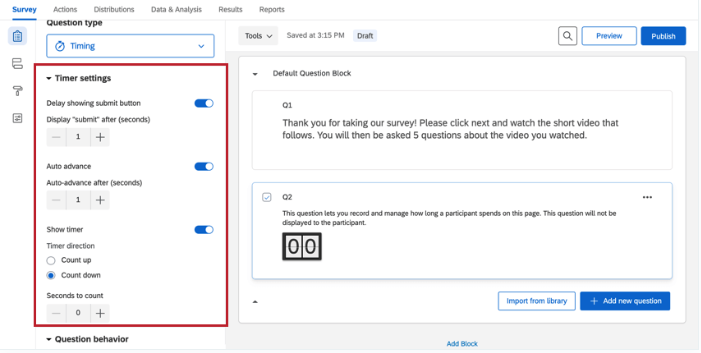 Survey Actions Distributions Data & Analysis Results Reports
Question type
Timing
Timer settings
Delay showing submit button
Display "submit" after (seconds)
1
Auto advance
Auto-advance after (seconds)
1
Show timer
Timer direction
Count up
Count down
Seconds to count
0
Question behavior
Tools Saved at 3:15 PM Draft Preview Publish
Default Question Block
Q1
Thank you for taking our survey! Please click next and watch the short video that
follows. You will then be asked 5 questions about the video you watched.
Q2
This question lets you record and manage how long a participant spends on this page. This question will not be
displayed to the participant.
00
Import from library Add new question
Add Block